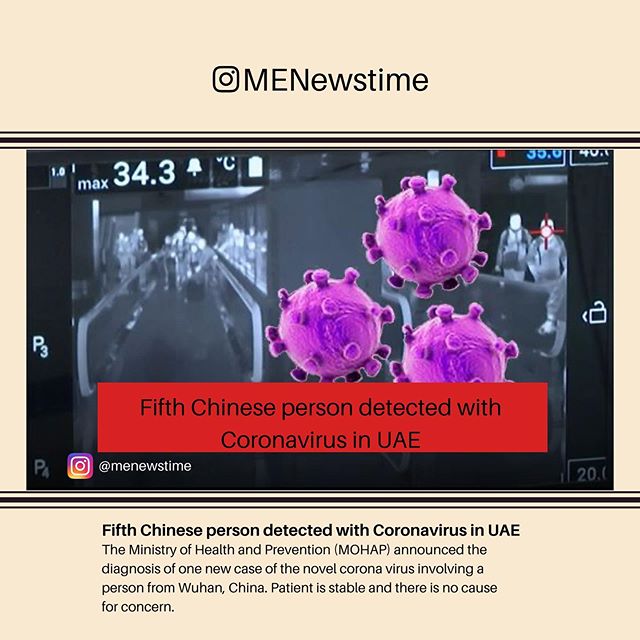 MENewstime
1.0
max 34.3 °C
35.6
40.
P3
Fifth Chinese person detected with
Coronavirus in UAE
P4
@menewstime
20.
Fifth Chinese person detected with Coronavirus in UAE
The Ministry of Health and Prevention (MOHAP) announced the
diagnosis of one new case of the novel corona virus involving a
person from Wuhan, China. Patient is stable and there is no cause
for concern.